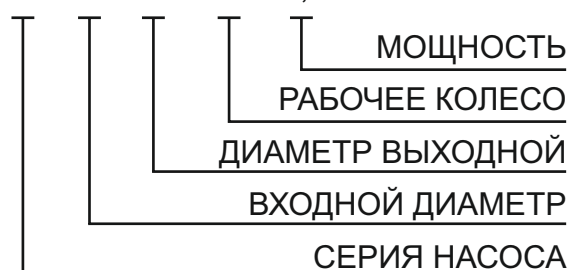 МОЩНОСТЬ
РАБОЧЕЕ КОЛЕСО
ДИАМЕТР ВЫХОДНОЙ
ВХОДНОЙ ДИАМЕТР
СЕРИЯ НАСОСА